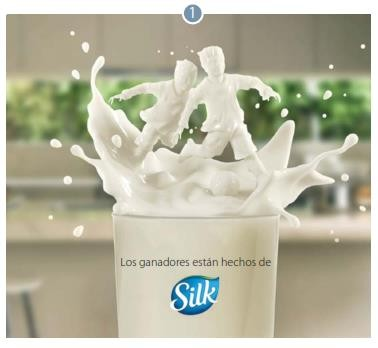 1
Los ganadores están hechos de
Silk